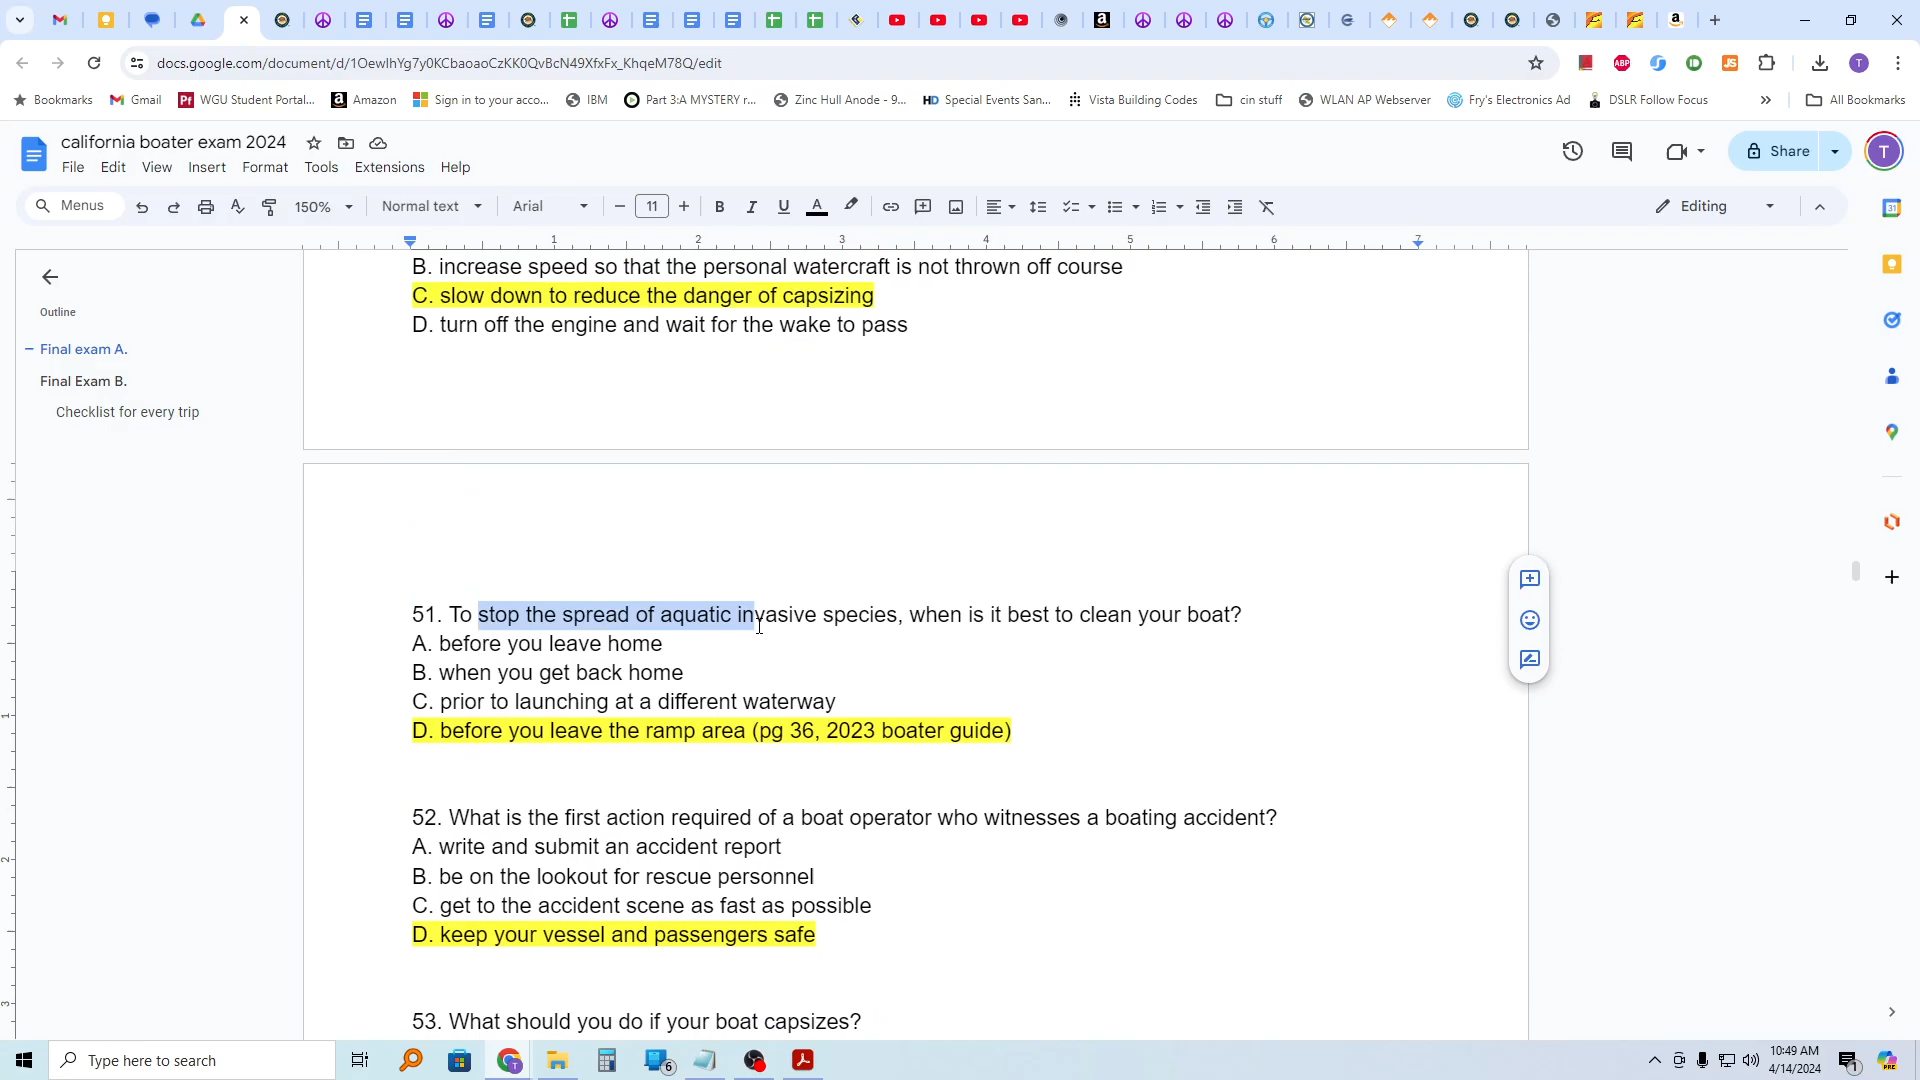 docs.google.com/document/d/1OewlhYg7y0KCbaoaoCzKK0QvBcN49XfxFx_KhqeM78Q/edit
Bookmarks
Gmail
WGU Student Portal...
Amazon
Sign in to your acco...
IBM
Part 3:A MYSTERY r...
Zinc Hull Anode - 9...
Special Events San...
Vista Building Codes
cin stuff
WLAN AP Webserver
Fry's Electronics Ad
DSLR Follow Focus
All Bookmarks
california boater exam 2024
File Edit View Insert Format Tools Extensions Help
Share
Menus
150%
Normal text
Arial
11
Editing
1 2 3 4 5 6 7
Outline
Final exam A.
Final Exam B.
Checklist for every trip
B. increase speed so that the personal watercraft is not thrown off course
C. slow down to reduce the danger of capsizing
D. turn off the engine and wait for the wake to pass
51. To stop the spread of aquatic invasive species, when is it best to clean your boat?
A. before you leave home
B. when you get back home
C. prior to launching at a different waterway
D. before you leave the ramp area (pg 36, 2023 boater guide)
52. What is the first action required of a boat operator who witnesses a boating accident?
A. write and submit an accident report
B. be on the lookout for rescue personnel
C. get to the accident scene as fast as possible
D. keep your vessel and passengers safe
53. What should you do if your boat capsizes?
Type here to search
10:49 AM
4/14/2024